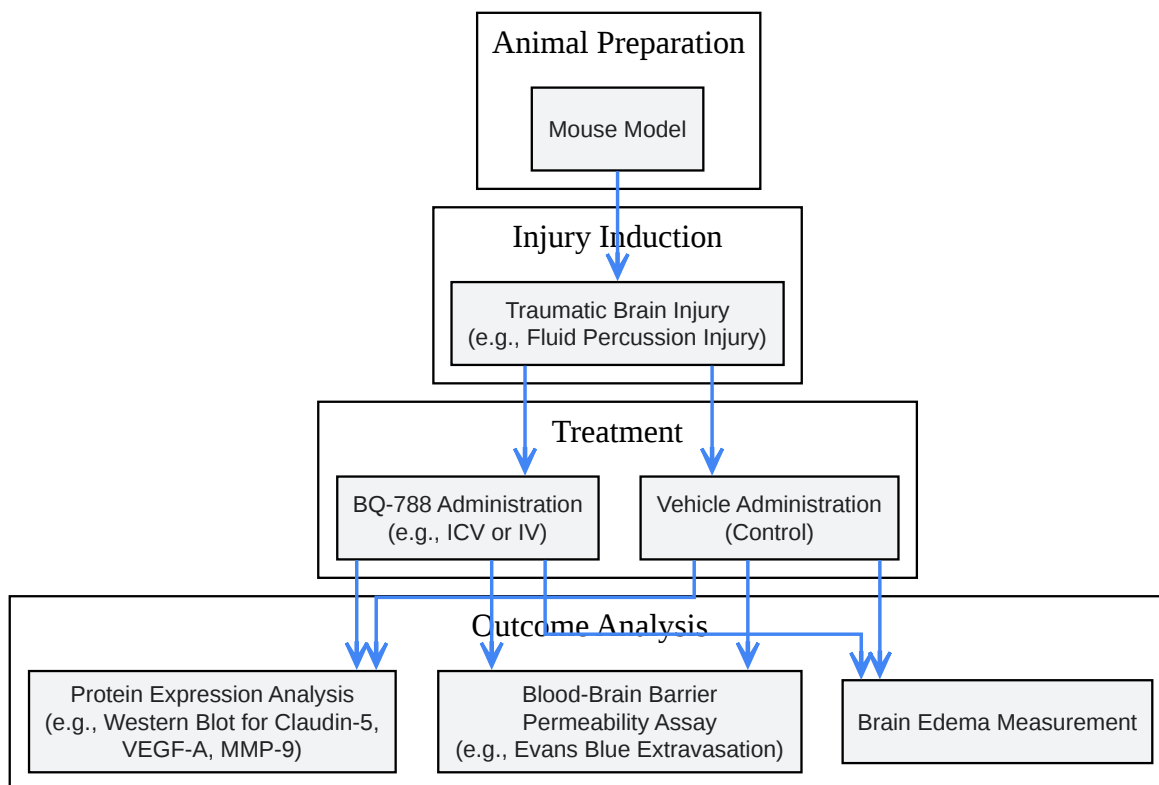 Animal Preparation
Mouse Model
Injury Induction
Traumatic Brain Injury
(e.g., Fluid Percussion Injury)
Treatment
BQ-788 Administration
(e.g., ICV or IV)
Vehicle Administration
(Control)
Outcome Analysis
Protein Expression Analysis
(e.g., Western Blot for Claudin-5,
VEGF-A, MMP-9)
Blood-Brain Barrier
Permeability Assay
(e.g., Evans Blue Extravasation)
Brain Edema Measurement